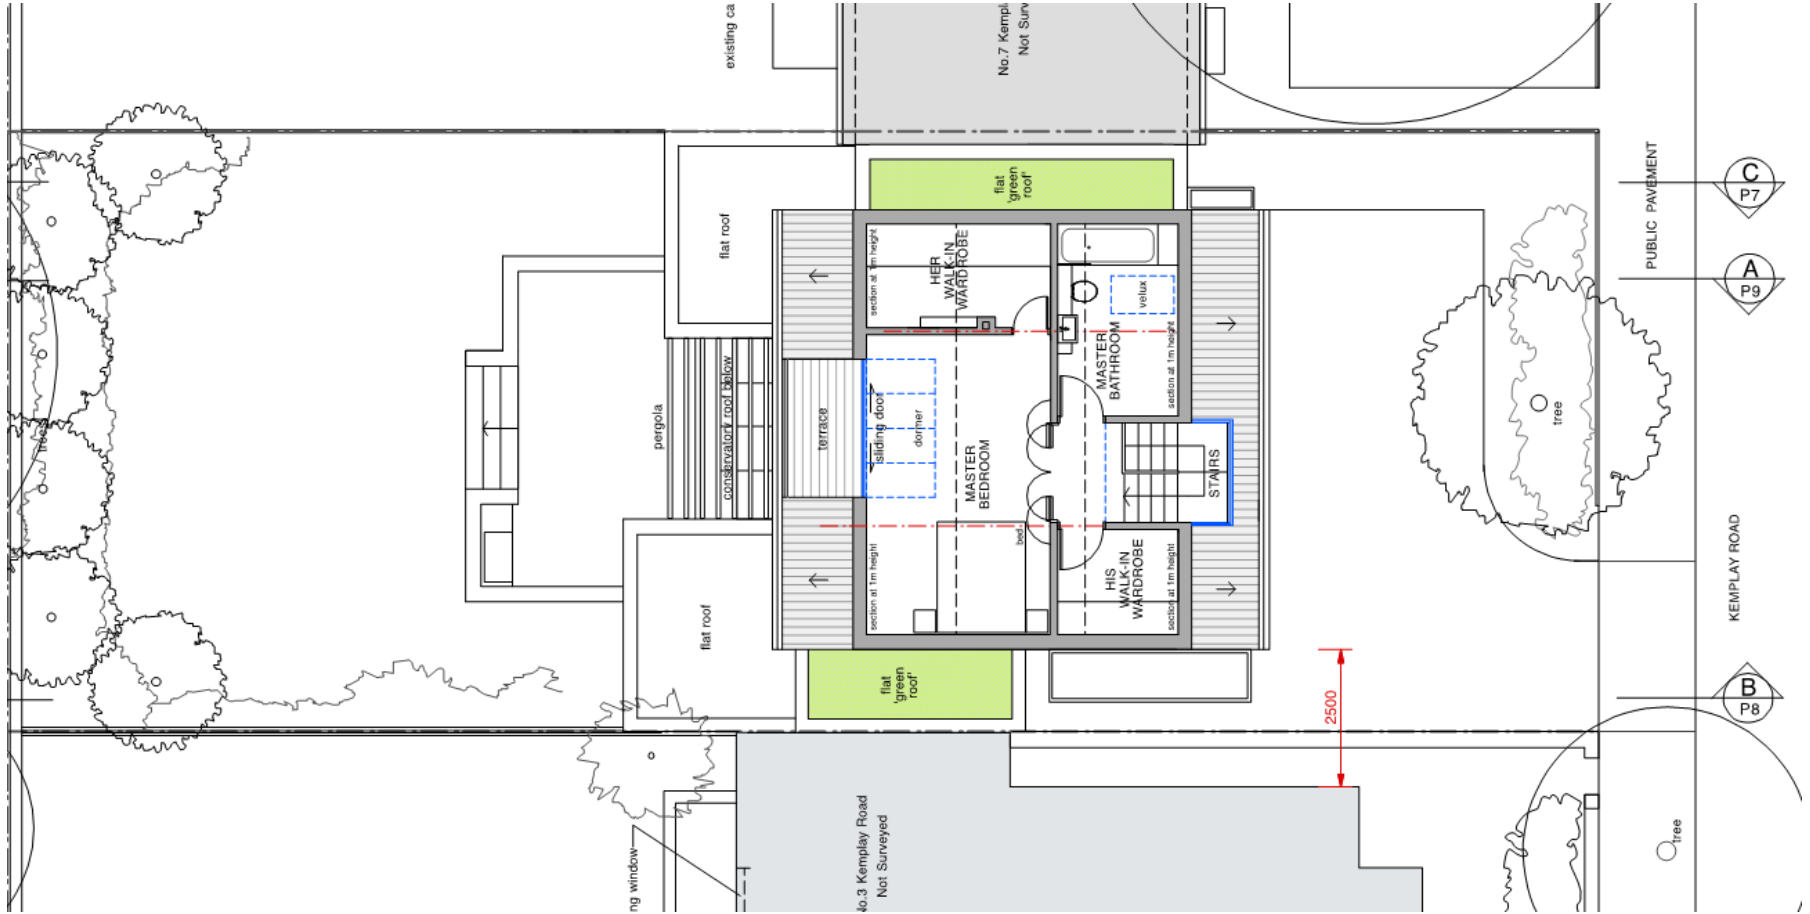 existing ca
No.7 Kempl
Not Surv
flat
'green
roof'
flat roof
section at 1m height
HER
WALK-IN
WARDROBE
velux
MASTER
BATHROOM
section at 1m height
PUBLIC PAVEMENT
C
P7
A
P9
trees
pergola
conservatory roof below
terrace
sliding door
dormer
MASTER
BEDROOM
STAIRS
tree
flat roof
section at 1m height
bed
HIS
WALK-IN
WARDROBE
section at 1m height
KEMPLAY ROAD
flat
'green
roof'
2500
B
P8
ng window
No.3 Kemplay Road
Not Surveyed
tree